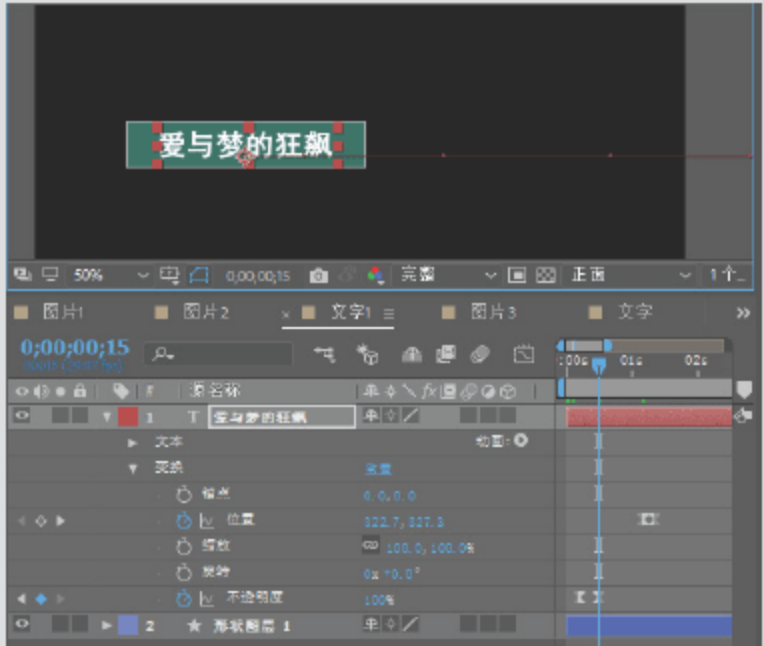 爱与梦的狂飙
50% 0;00;00;15 完整 正面 1个...
图片1 图片2 × 文字1 ≡ 图片3 文字 »
0;00;00;15
:00s 01s 02s
# 源名称 fx
1 T 爱与梦的狂飙
文本 动画:
变换 重置
锚点 0.0,0.0
位置 322.7, 327.3
缩放 100.0, 100.0%
旋转 0x +0.0°
不透明度 100%
2 ★ 形状图层 1